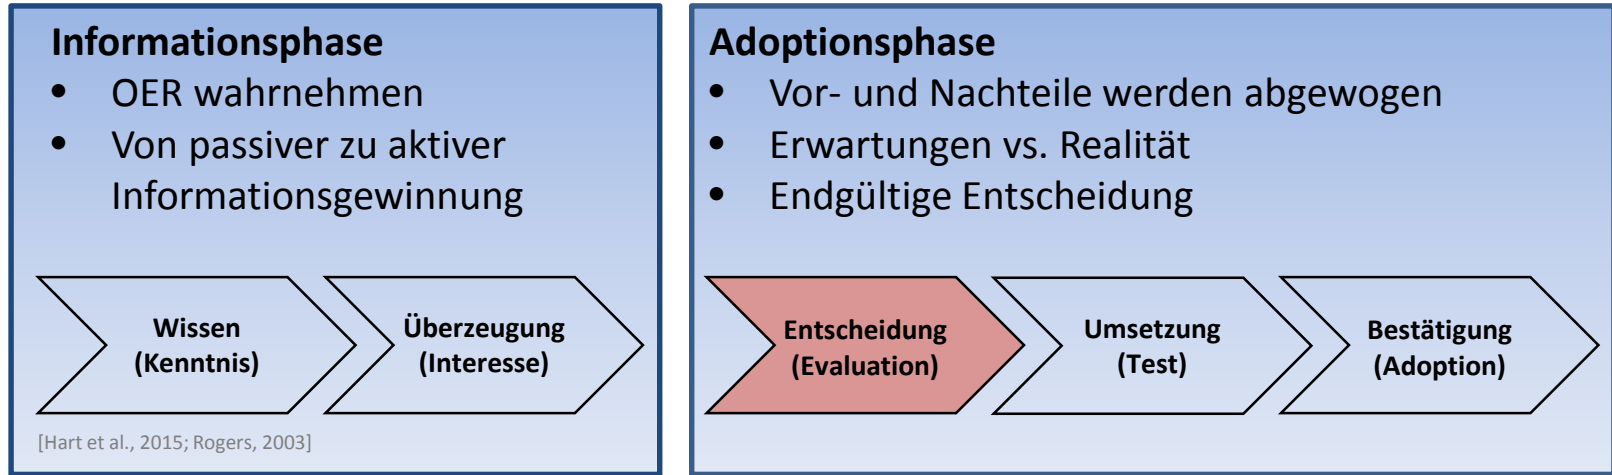 Informationsphase
• OER wahrnehmen
• Von passiver zu aktiver
Informationsgewinnung
Wissen
(Kenntnis)
Überzeugung
(Interesse)
[Hart et al., 2015; Rogers, 2003]
Adoptionsphase
• Vor- und Nachteile werden abgewogen
• Erwartungen vs. Realität
• Endgültige Entscheidung
Entscheidung
(Evaluation)
Umsetzung
(Test)
Bestätigung
(Adoption)